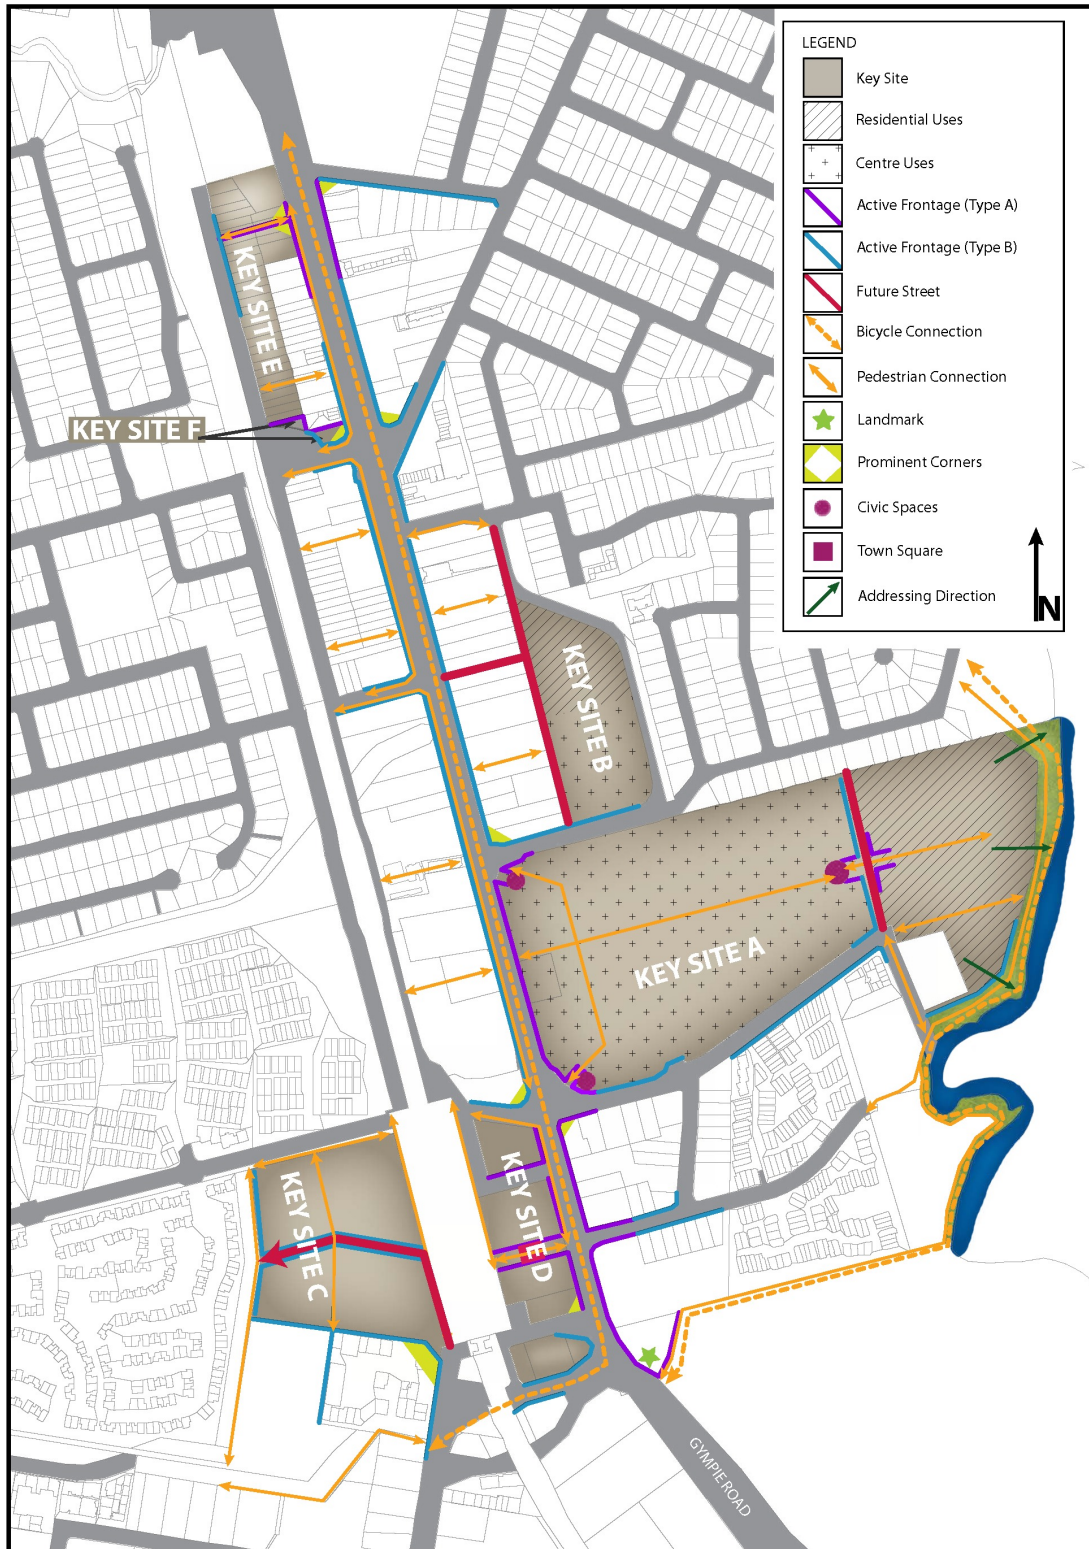 LEGEND
Key Site
Residential Uses
Centre Uses
Active Frontage (Type A)
Active Frontage (Type B)
Future Street
Bicycle Connection
Pedestrian Connection
Landmark
Prominent Corners
Civic Spaces
Town Square
Addressing Direction
N
KEY SITE E
KEY SITE F
KEY SITE B
KEY SITE A
KEY SITE D
KEY SITE C
GYMPIE ROAD